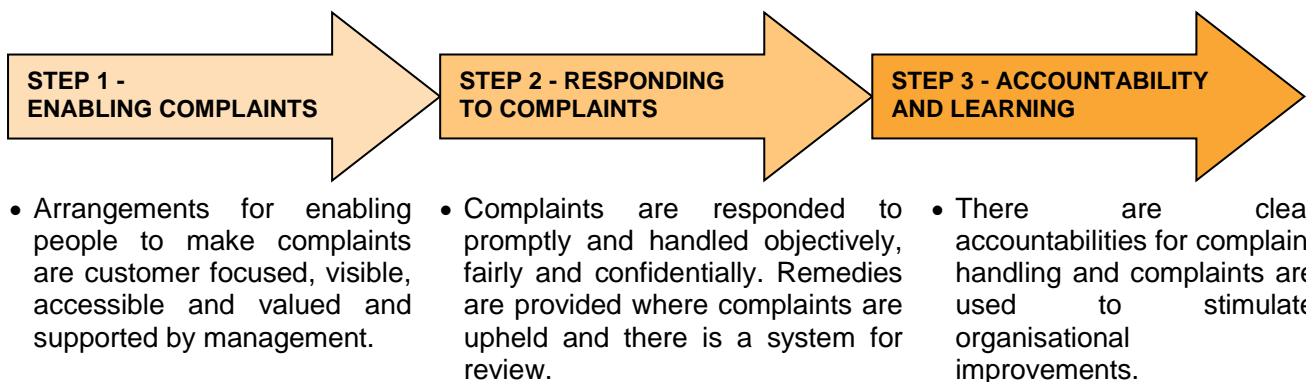 STEP 1 -
ENABLING COMPLAINTS
STEP 2 - RESPONDING
TO COMPLAINTS
STEP 3 - ACCOUNTABILITY
AND LEARNING
• Arrangements for enabling
people to make complaints
are customer focused, visible,
accessible and valued and
supported by management.
• Complaints are responded to
promptly and handled objectively,
fairly and confidentially. Remedies
are provided where complaints are
upheld and there is a system for
review.
• There are clea
accountabilities for complain
handling and complaints are
used to stimulate
organisational
improvements.